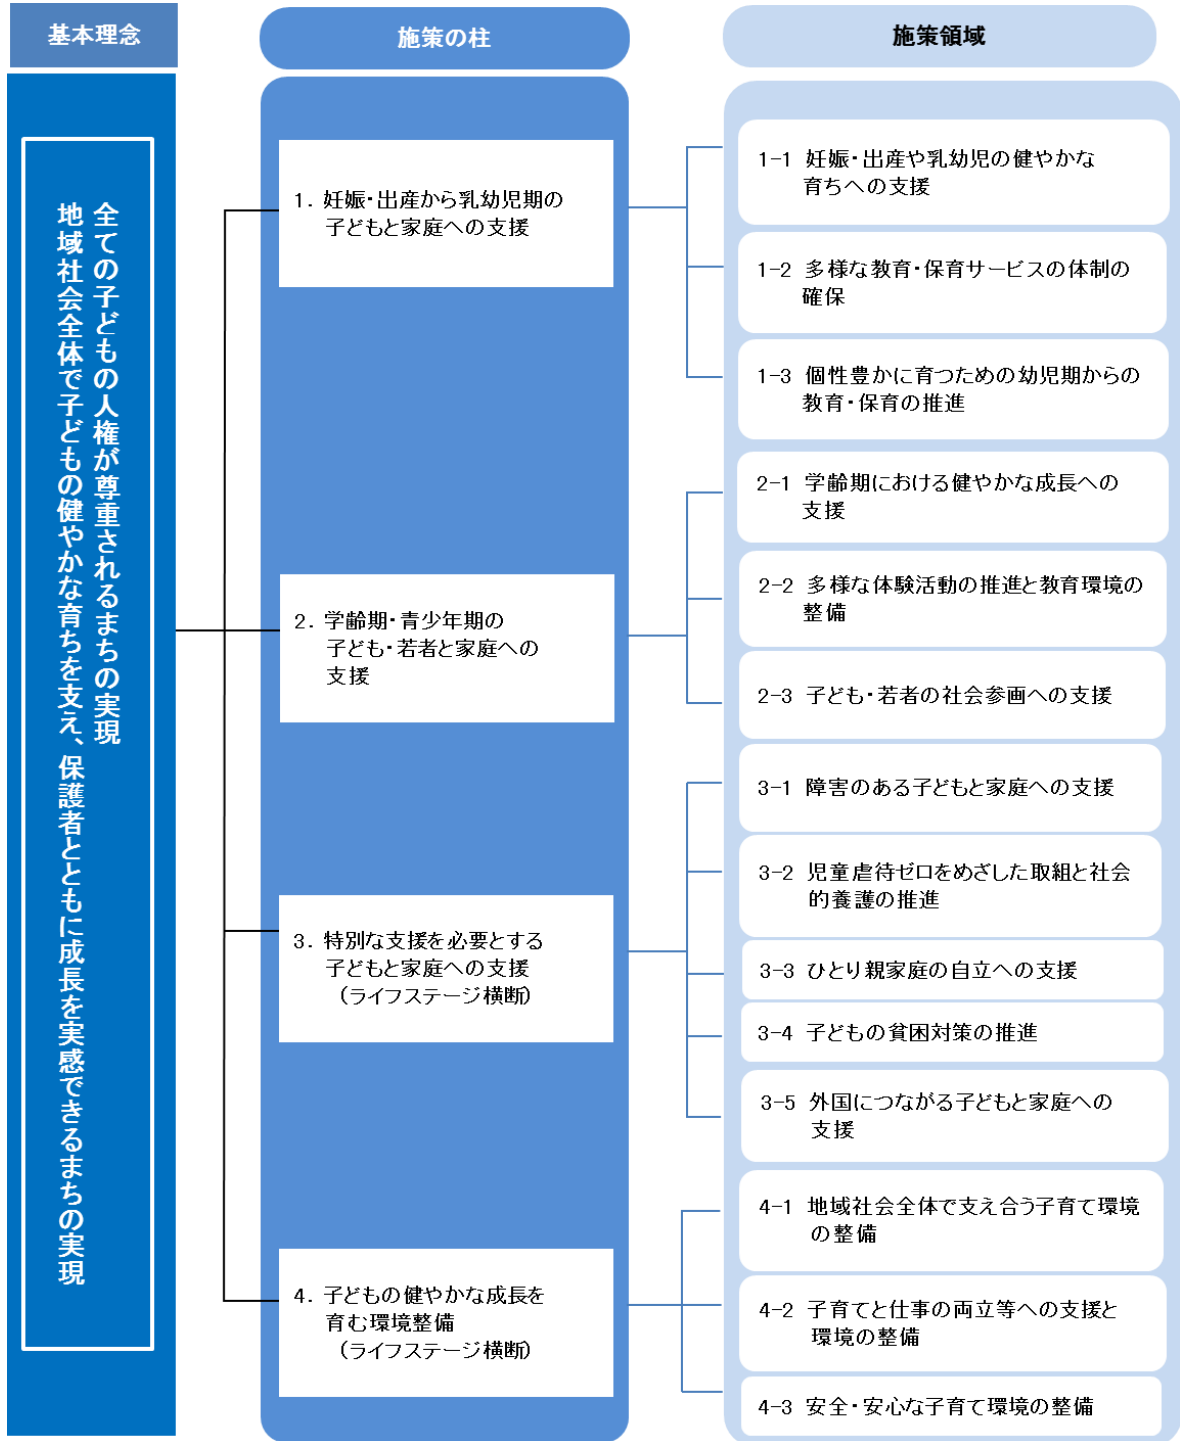 基本理念
施策の柱
施策領域
全ての子どもの人権が尊重されるまちの実現
地域社会全体で子どもの健やかな育ちを支え、保護者とともに成長を実感できるまちの実現
1. 妊娠・出産から乳幼児期の
子どもと家庭への支援
1-1 妊娠・出産や乳幼児の健やかな
育ちへの支援
1-2 多様な教育・保育サービスの体制の
確保
1-3 個性豊かに育つための幼児期からの
教育・保育の推進
2. 学齢期・青少年期の
子ども・若者と家庭への
支援
2-1 学齢期における健やかな成長への
支援
2-2 多様な体験活動の推進と教育環境の
整備
2-3 子ども・若者の社会参画への支援
3. 特別な支援を必要とする
子どもと家庭への支援
（ライフステージ横断）
3-1 障害のある子どもと家庭への支援
3-2 児童虐待ゼロをめざした取組と社会
的養護の推進
3-3 ひとり親家庭の自立への支援
3-4 子どもの貧困対策の推進
3-5 外国につながる子どもと家庭への
支援
4. 子どもの健やかな成長を
育む環境整備
（ライフステージ横断）
4-1 地域社会全体で支え合う子育て環境
の整備
4-2 子育てと仕事の両立等への支援と
環境の整備
4-3 安全・安心な子育て環境の整備